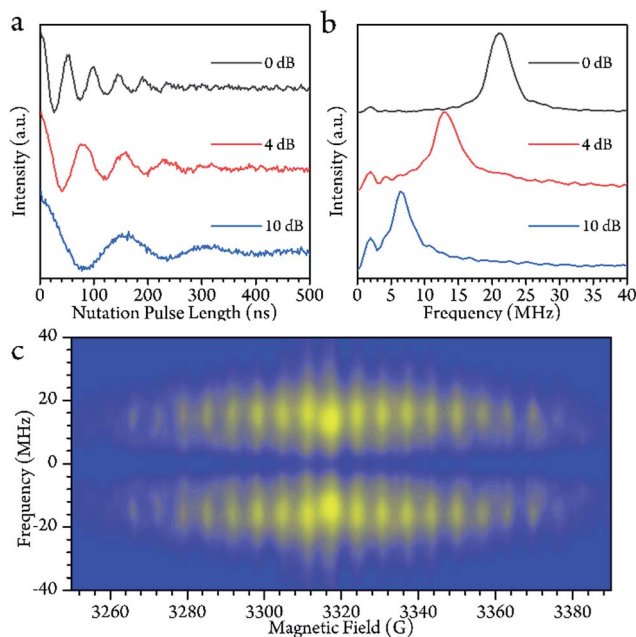 a
0 dB
4 dB
10 dB
Intensity (a.u.)
0 100 200 300 400 500
Nutation Pulse Length (ns)
b
0 dB
4 dB
10 dB
Intensity (a.u.)
0 5 10 15 20 25 30 35 40
Frequency (MHz)
c
40
20
0
-20
-40
Frequency (MHz)
3260 3280 3300 3320 3340 3360 3380
Magnetic Field (G)